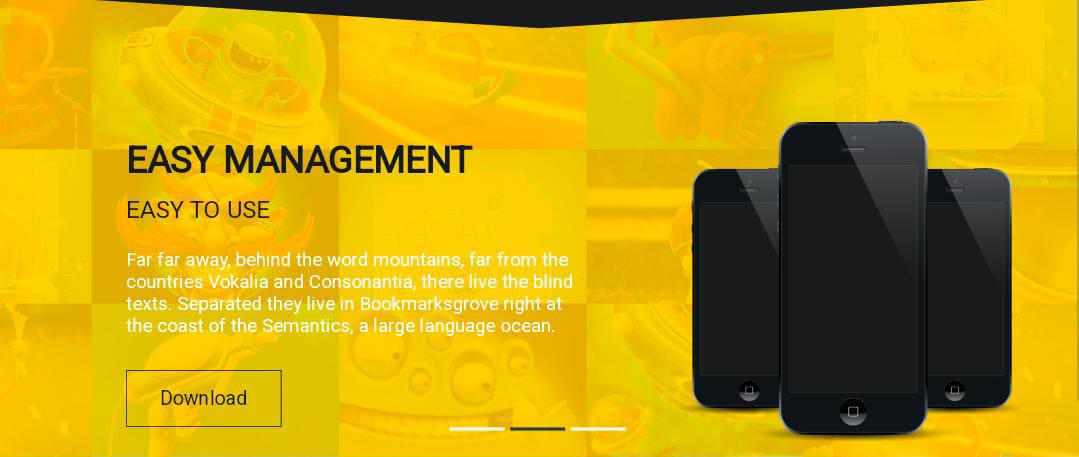 EASY MANAGEMENT
EASY TO USE
Far far away, behind the word mountains, far from the
countries Vokalia and Consonantia, there live the blind
texts. Separated they live in Bookmarksgrove right at
the coast of the Semantics, a large language ocean.
Download